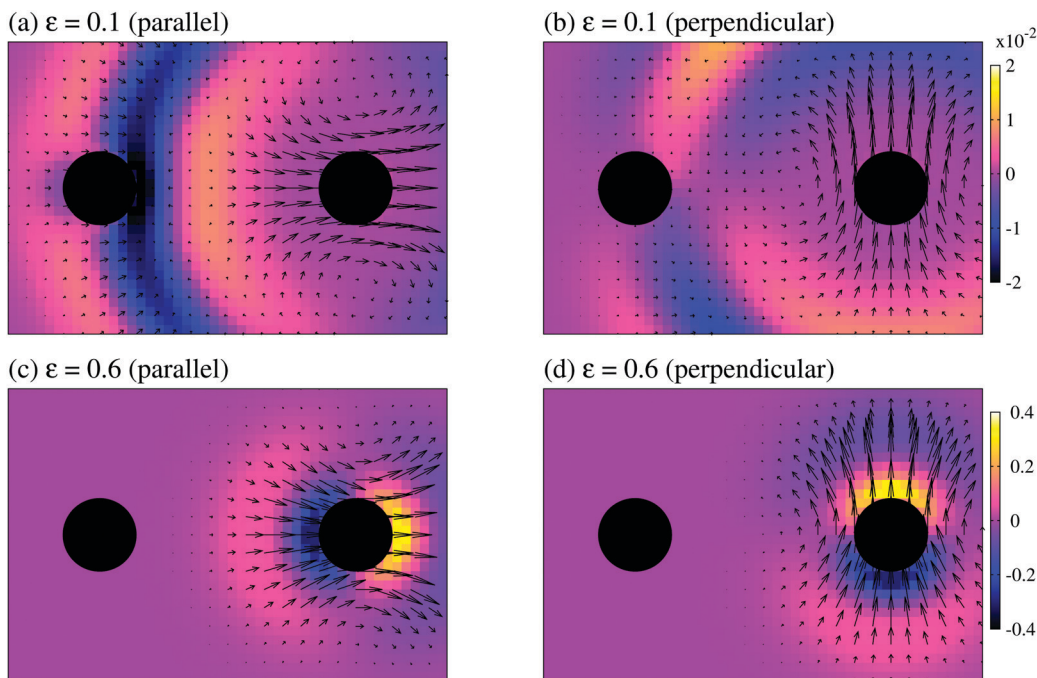 (a) ε = 0.1 (parallel)
(b) ε = 0.1 (perpendicular)
x10⁻²
2
1
0
-1
-2
(c) ε = 0.6 (parallel)
(d) ε = 0.6 (perpendicular)
0.4
0.2
0
-0.2
-0.4